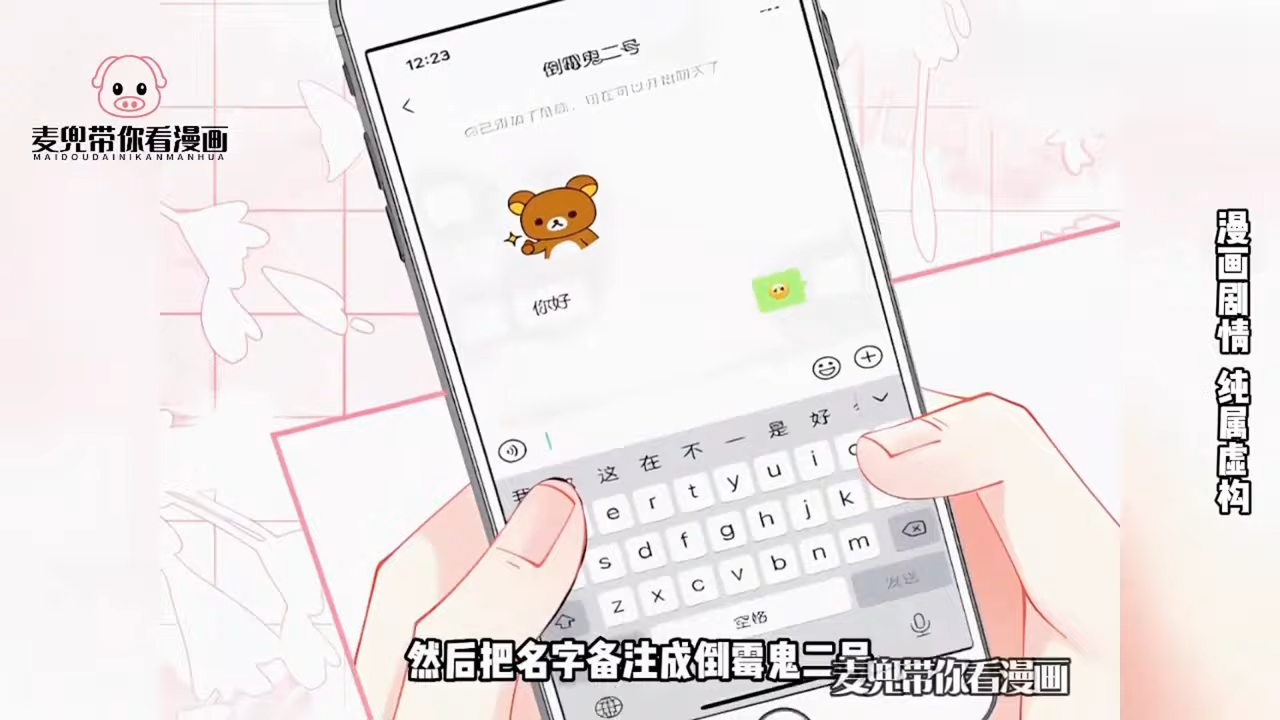 麦兜带你看漫画
MAIDOUDAINIKANMANHUA
12:23
倒霉鬼二号
你好
这 在 不 一 是 好
e r t y u i
s d f g h j k
z x c v b n m
空格
发送
漫画剧情 纯属虚构
然后把名字备注成倒霉鬼二号
麦兜带你看漫画